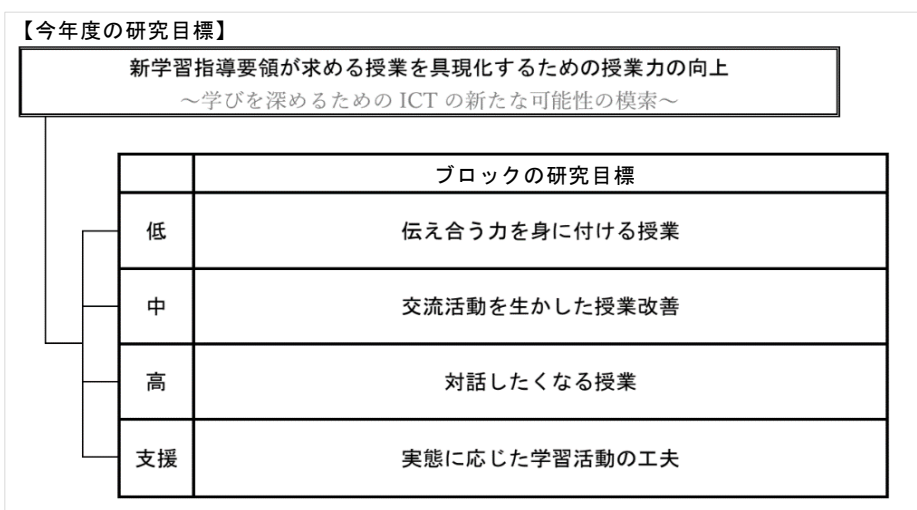 【今年度の研究目標】
新学習指導要領が求める授業を具現化するための授業力の向上
～学びを深めるための ICT の新たな可能性の模索～
ブロックの研究目標
低 伝え合う力を身に付ける授業
中 交流活動を生かした授業改善
高 対話したくなる授業
支援 実態に応じた学習活動の工夫